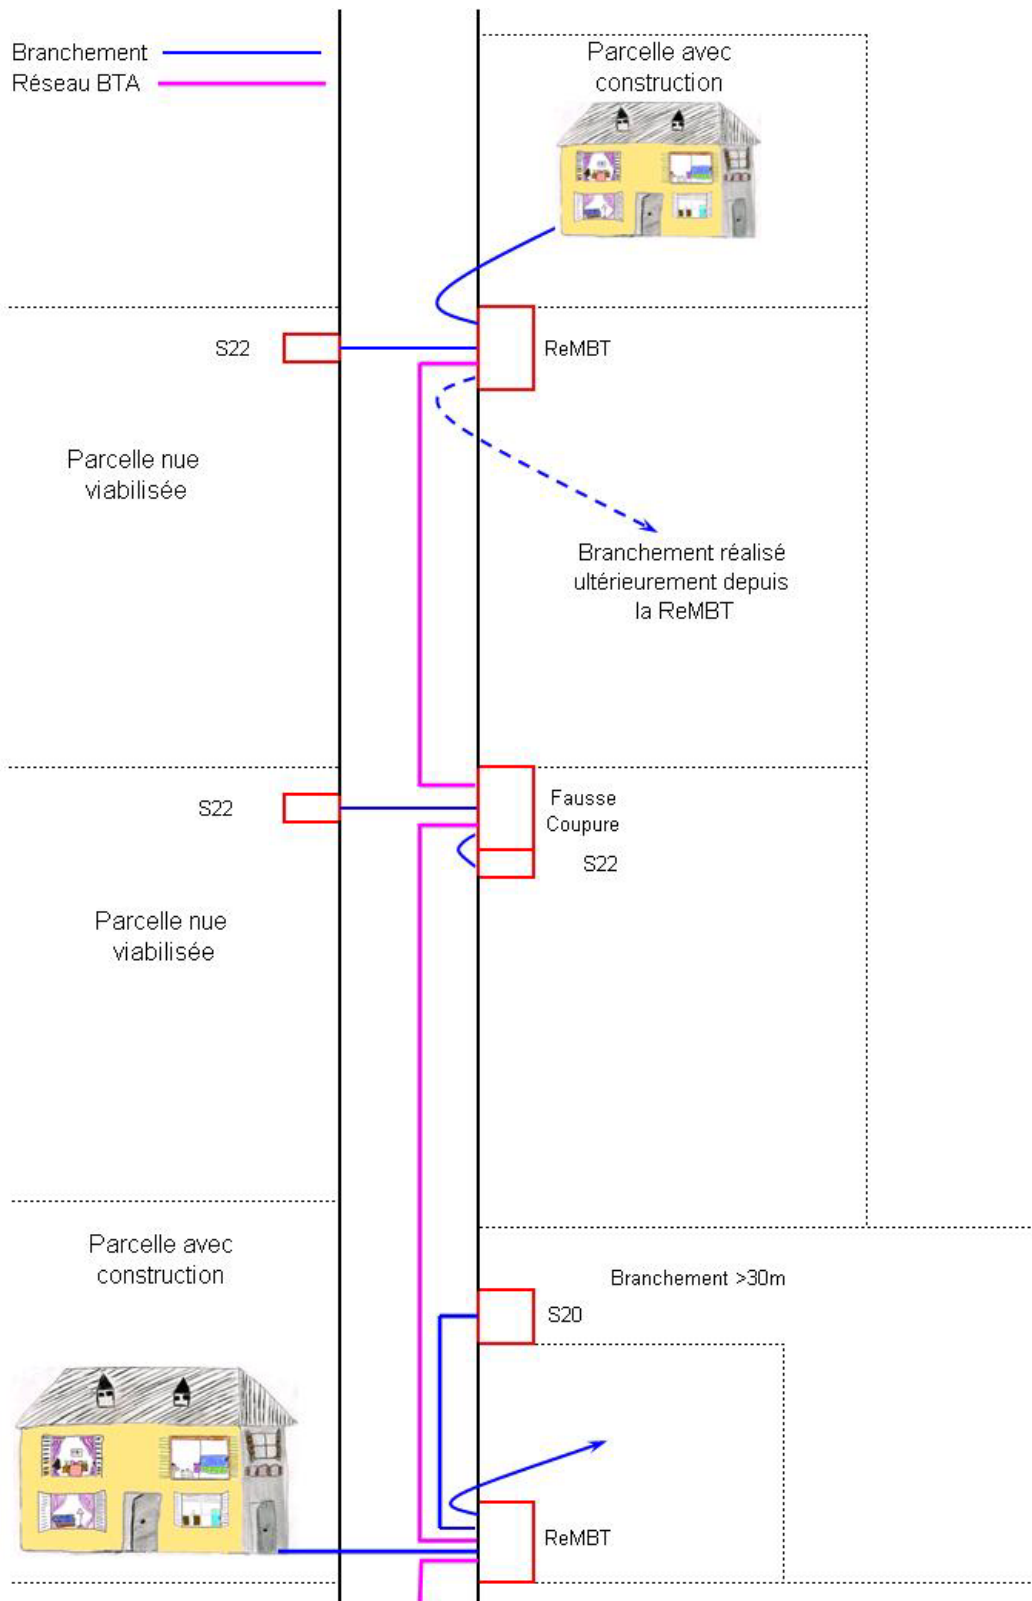 Branchement
Réseau BTA
Parcelle avec
construction
S22
ReMBT
Parcelle nue
viabilisée
Branchement réalisé
ultérieurement depuis
la ReMBT
S22
Fausse
Coupure
S22
Parcelle nue
viabilisée
Parcelle avec
construction
Branchement >30m
S20
ReMBT